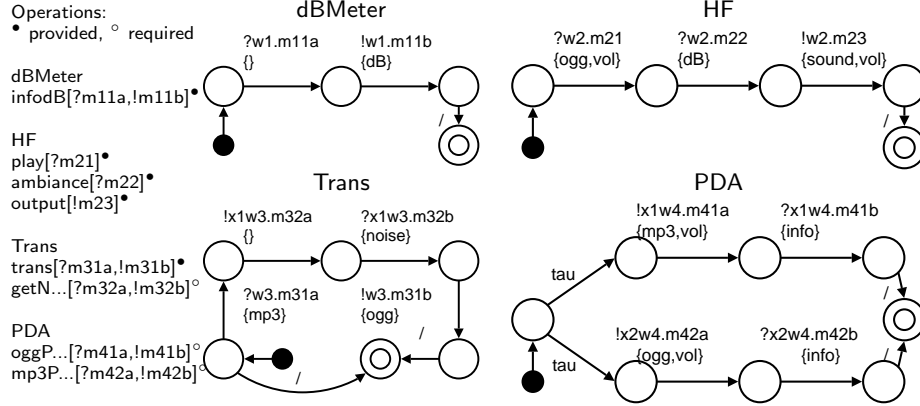 Operations:
• provided, ○ required
dBMeter
infodB[?m11a,!m11b]•
HF
play[?m21]•
ambiance[?m22]•
output[!m23]•
Trans
trans[?m31a,!m31b]•
getN...[?m32a,!m32b]○
PDA
oggP...[?m41a,!m41b]○
mp3P...[?m42a,!m42b]○
dBMeter
?w1.m11a
{}
!w1.m11b
{dB}
/
HF
?w2.m21
{ogg,vol}
?w2.m22
{dB}
!w2.m23
{sound,vol}
/
Trans
!x1w3.m32a
{}
?x1w3.m32b
{noise}
?w3.m31a
{mp3}
!w3.m31b
{ogg}
/
/
PDA
!x1w4.m41a
{mp3,vol}
?x1w4.m41b
{info}
tau
/
tau
!x2w4.m42a
{ogg,vol}
?x2w4.m42b
{info}
/